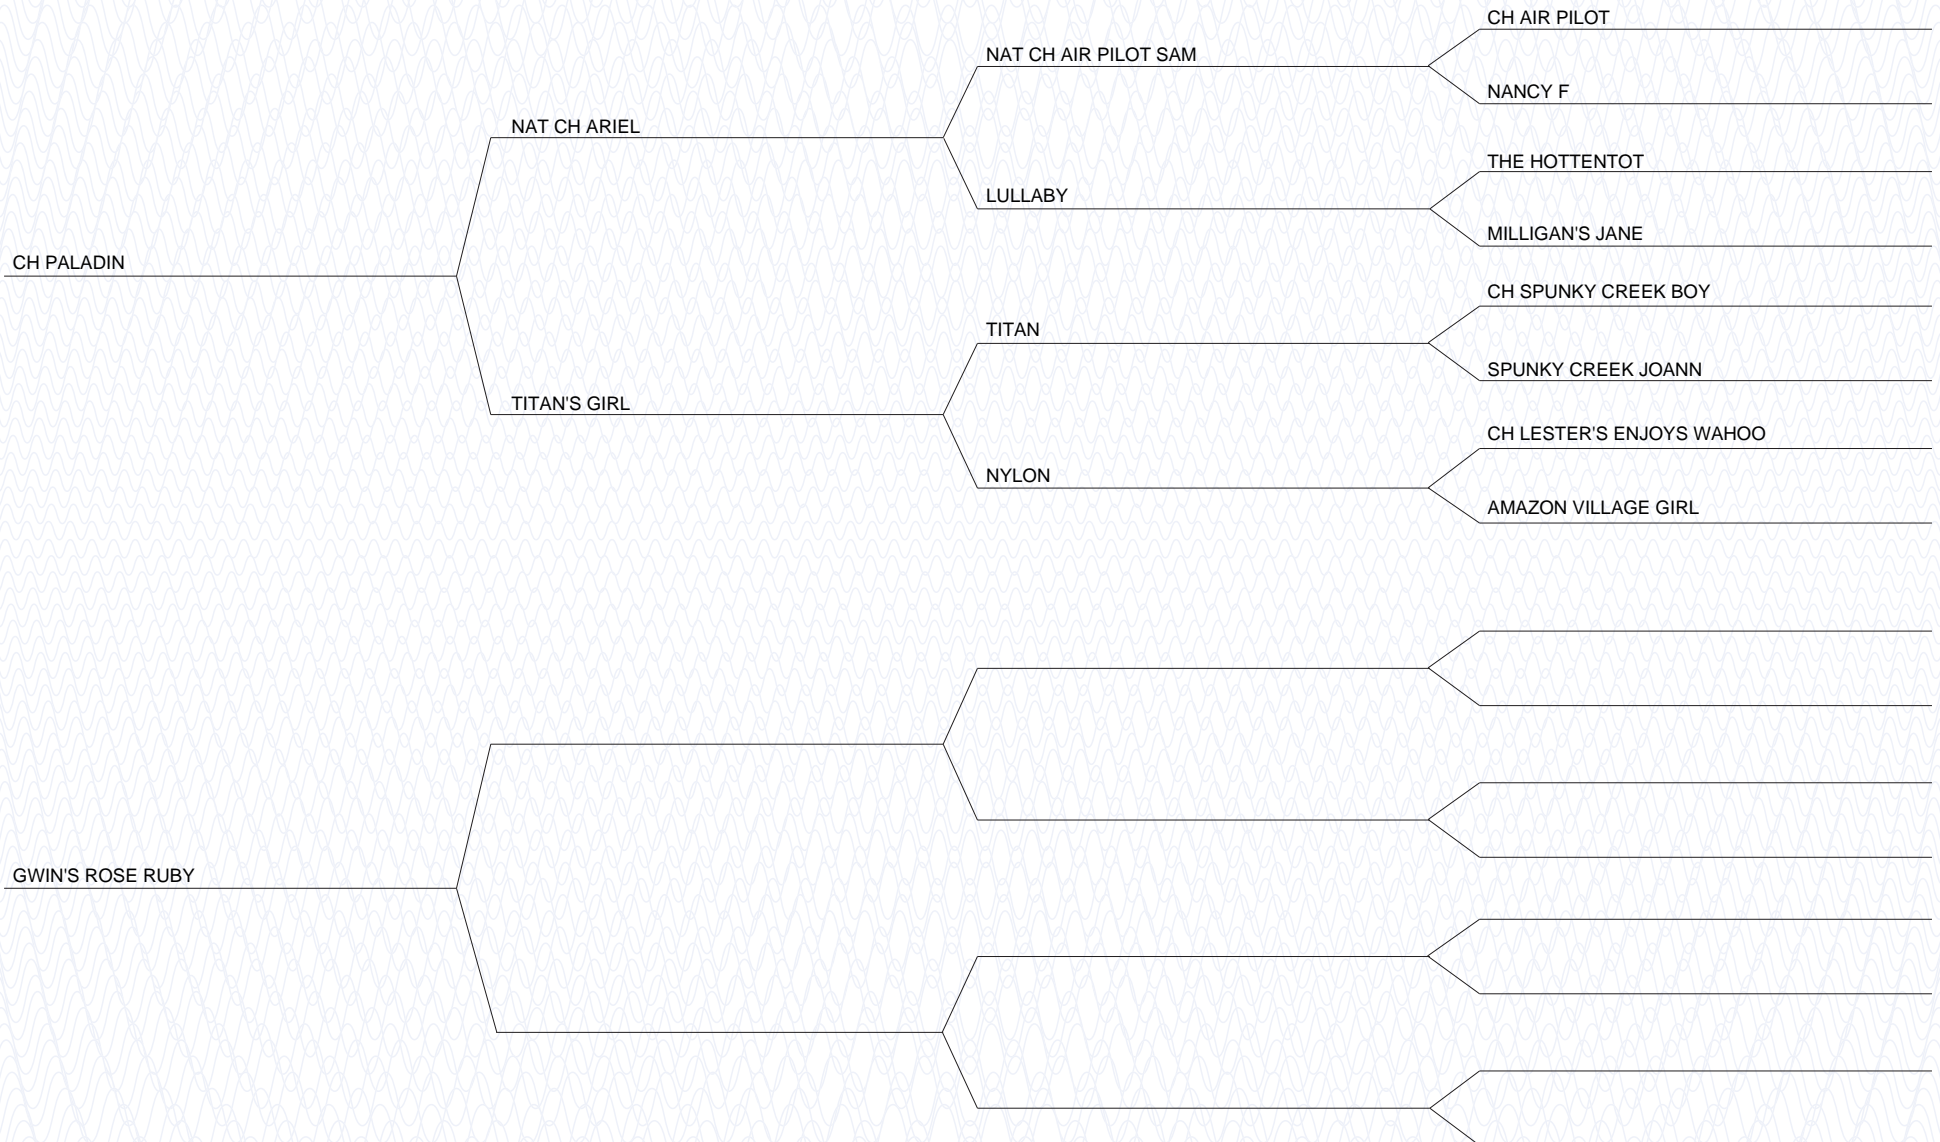 CH AIR PILOT
NAT CH AIR PILOT SAM
NANCY F
NAT CH ARIEL
THE HOTTENTOT
LULLABY
MILLIGAN'S JANE
CH PALADIN
CH SPUNKY CREEK BOY
TITAN
SPUNKY CREEK JOANN
TITAN'S GIRL
CH LESTER'S ENJOYS WAHOO
NYLON
AMAZON VILLAGE GIRL
GWIN'S ROSE RUBY